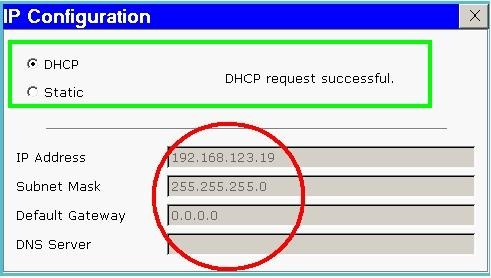 IP Configuration
DHCP
DHCP request successful.
Static
IP Address 192.168.123.19
Subnet Mask 255.255.255.0
Default Gateway 0.0.0.0
DNS Server